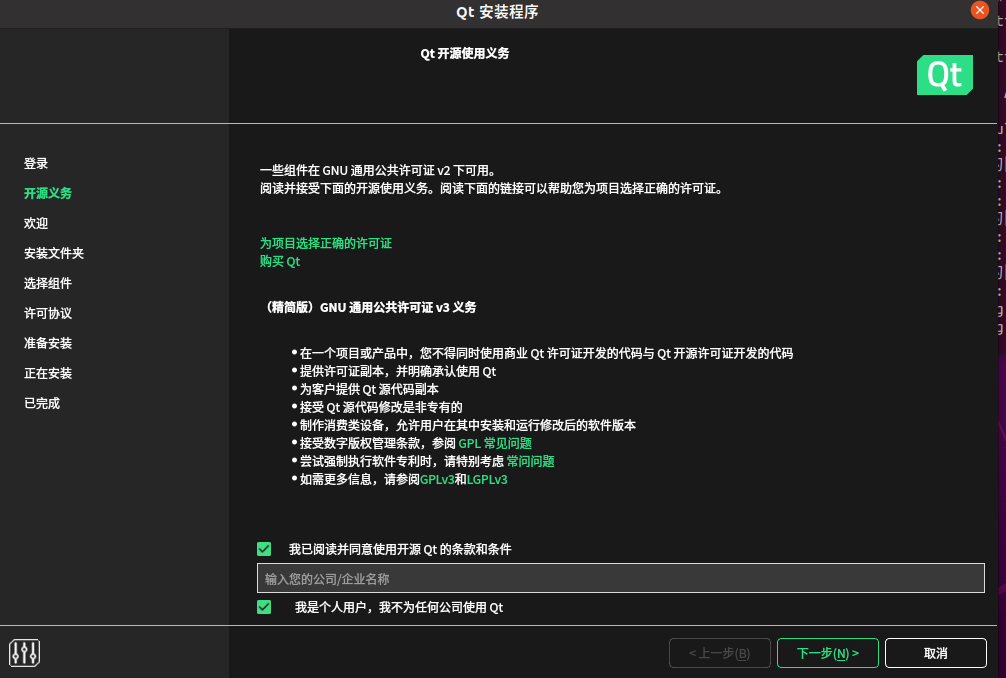 Qt 安装程序
Qt 开源使用义务
Qt
登录
开源义务
欢迎
安装文件夹
选择组件
许可协议
准备安装
正在安装
已完成
一些组件在 GNU 通用公共许可证 v2 下可用。
阅读并接受下面的开源使用义务。阅读下面的链接可以帮助您为项目选择正确的许可证。
为项目选择正确的许可证
购买 Qt
（精简版）GNU 通用公共许可证 v3 义务
•在一个项目或产品中，您不得同时使用商业 Qt 许可证开发的代码与 Qt 开源许可证开发的代码
•提供许可证副本，并明确承认使用 Qt
•为客户提供 Qt 源代码副本
•接受 Qt 源代码修改是非专有的
•制作消费类设备，允许用户在其中安装和运行修改后的软件版本
•接受数字版权管理条款，参阅 GPL 常见问题
•尝试强制执行软件专利时，请特别考虑 常问问题
•如需更多信息，请参阅GPLv3和LGPLv3
我已阅读并同意使用开源 Qt 的条款和条件
输入您的公司/企业名称
我是个人用户，我不为任何公司使用 Qt
< 上一步(B)
下一步(N) >
取消